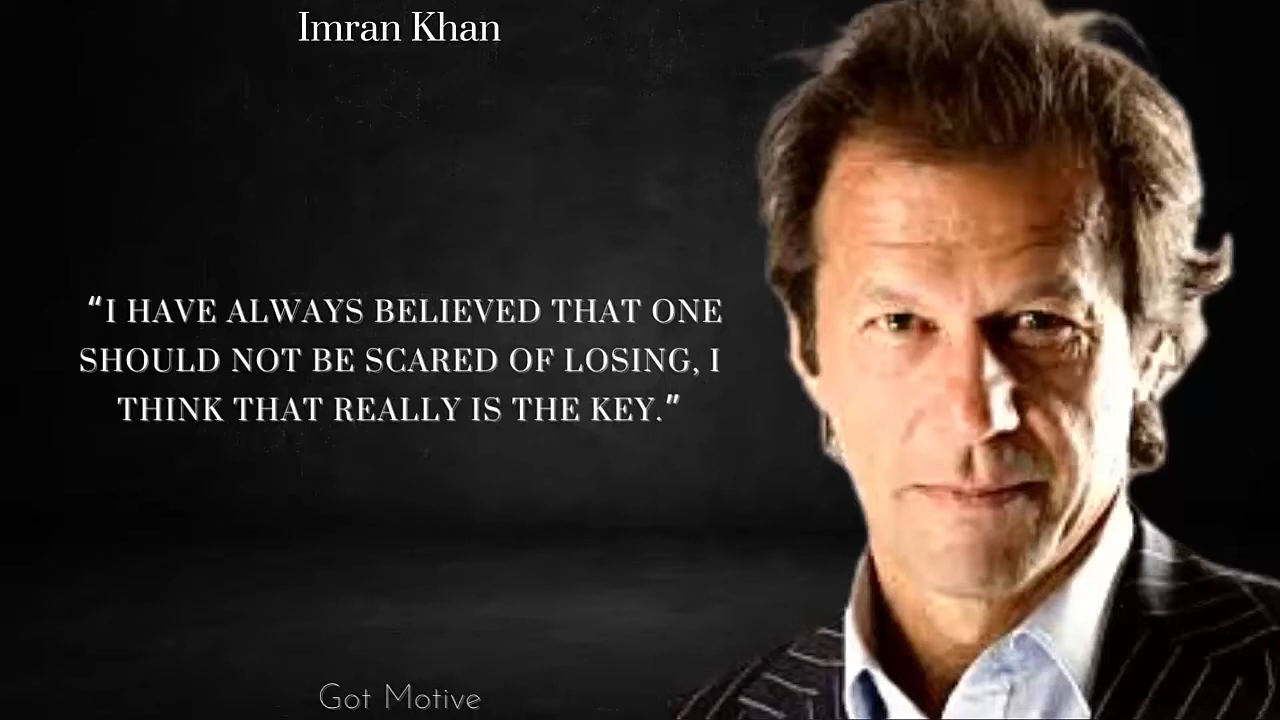 Imran Khan
“I HAVE ALWAYS BELIEVED THAT ONE
SHOULD NOT BE SCARED OF LOSING, I
THINK THAT REALLY IS THE KEY.”
Got Motive